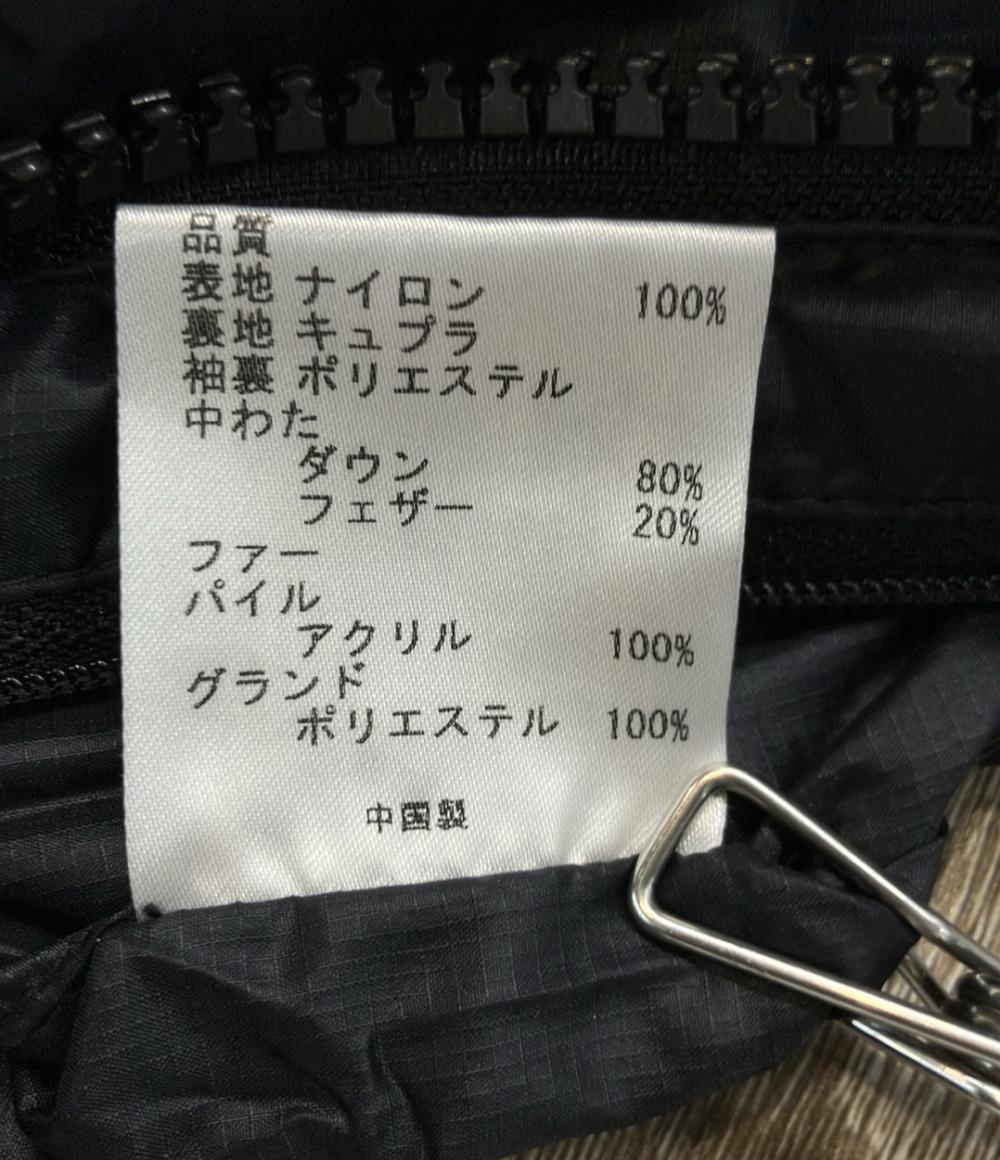 品質
表地 ナイロン 100%
裏地 キュプラ
袖裏 ポリエステル
中わた
ダウン 80%
フェザー 20%
ファー
パイル
アクリル 100%
グランド
ポリエステル 100%
中国製